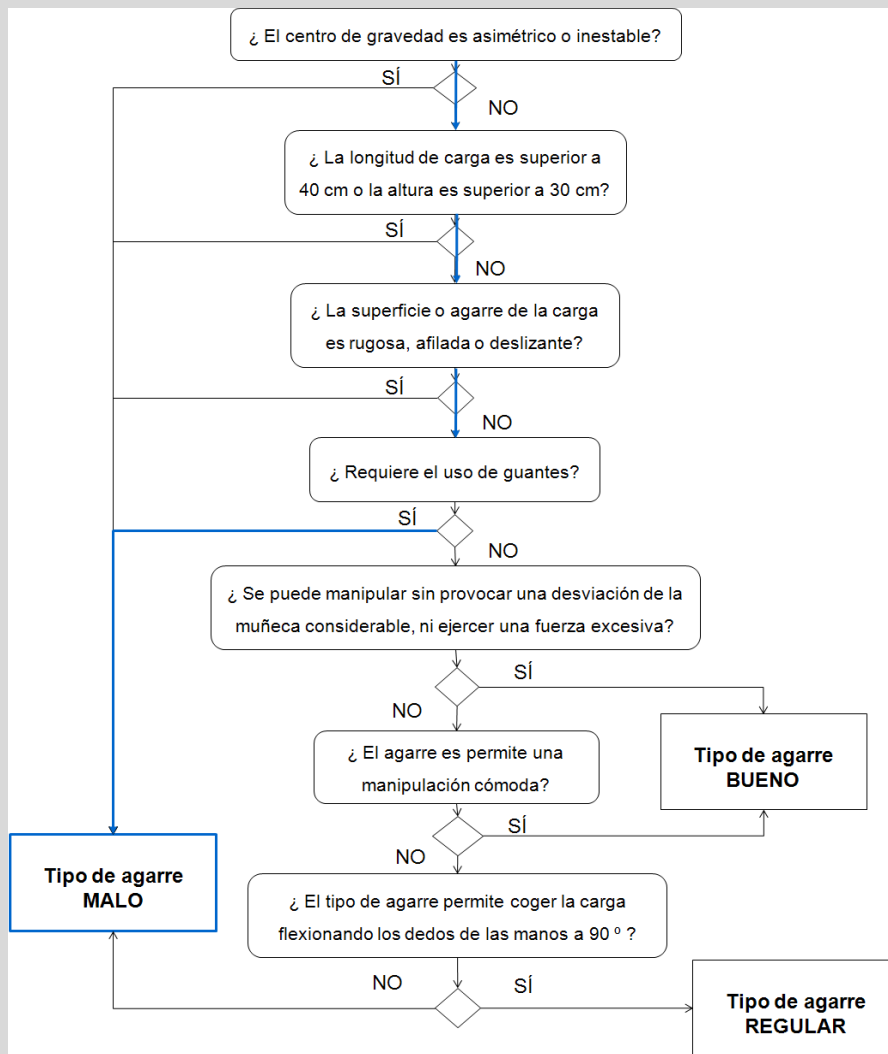 ¿ El centro de gravedad es asimétrico o inestable?
SÍ
NO
¿ La longitud de carga es superior a
40 cm o la altura es superior a 30 cm?
SÍ
NO
¿ La superficie o agarre de la carga
es rugosa, afilada o deslizante?
SÍ
NO
¿ Requiere el uso de guantes?
SÍ
NO
¿ Se puede manipular sin provocar una desviación de la
muñeca considerable, ni ejercer una fuerza excesiva?
SÍ
NO
¿ El agarre es permite una
manipulación cómoda?
Tipo de agarre
BUENO
SÍ
NO
Tipo de agarre
MALO
¿ El tipo de agarre permite coger la carga
flexionando los dedos de las manos a 90 º ?
NO
SÍ
Tipo de agarre
REGULAR